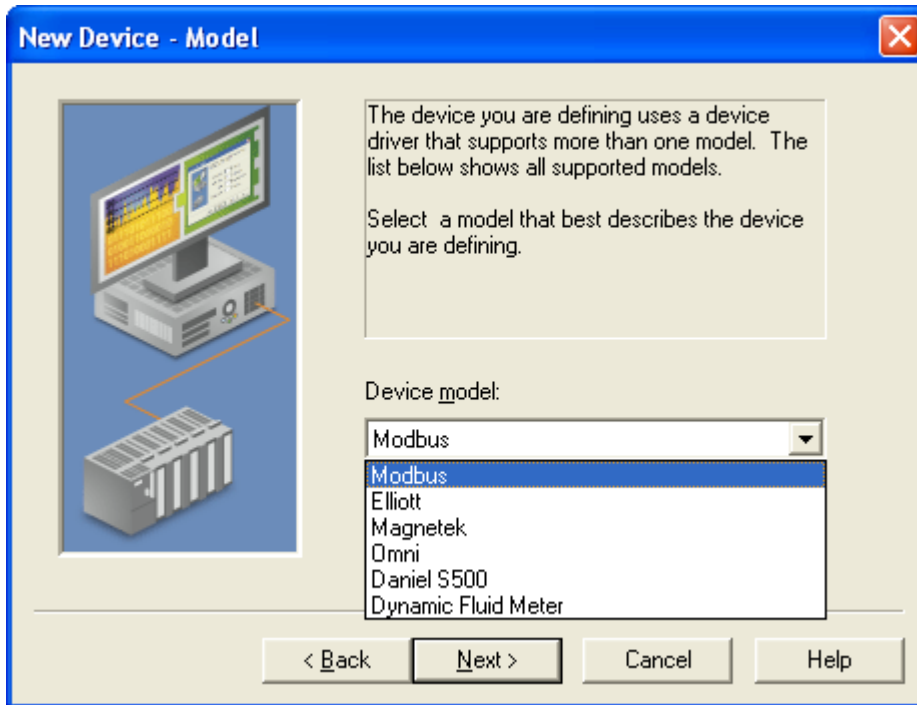 New Device - Model
The device you are defining uses a device
driver that supports more than one model.  The
list below shows all supported models.
Select  a model that best describes the device
you are defining.
Device model:
Modbus
Modbus
Elliott
Magnetek
Omni
Daniel S500
Dynamic Fluid Meter
< Back   Next >   Cancel   Help